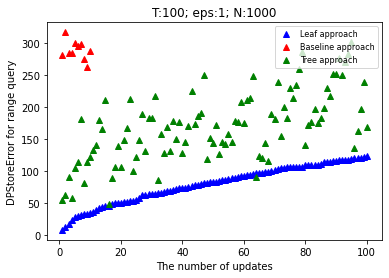 T:100; eps:1; N:1000
Leaf approach
Baseline approach
Tree approach
DPStoreError for range query
300
250
200
150
100
50
0
0 20 40 60 80 100
The number of updates